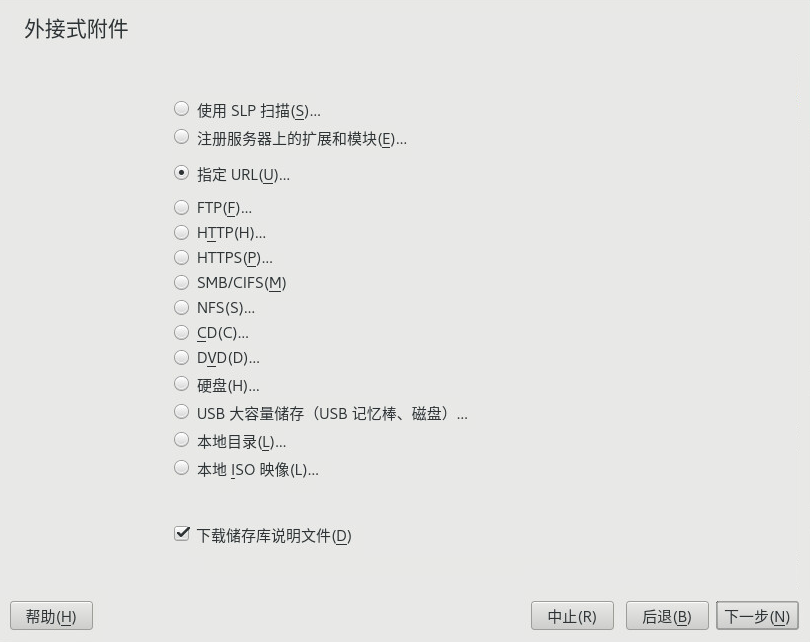 外接式附件
使用 SLP 扫描(S)...
注册服务器上的扩展和模块(E)...
指定 URL(U)...
FTP(F)...
HTTP(H)...
HTTPS(P)...
SMB/CIFS(M)
NFS(S)...
CD(C)...
DVD(D)...
硬盘(H)...
USB 大容量储存（USB 记忆棒、磁盘）...
本地目录(L)...
本地 ISO 映像(L)...
下载储存库说明文件(D)
帮助(H) 中止(R) 后退(B) 下一步(N)